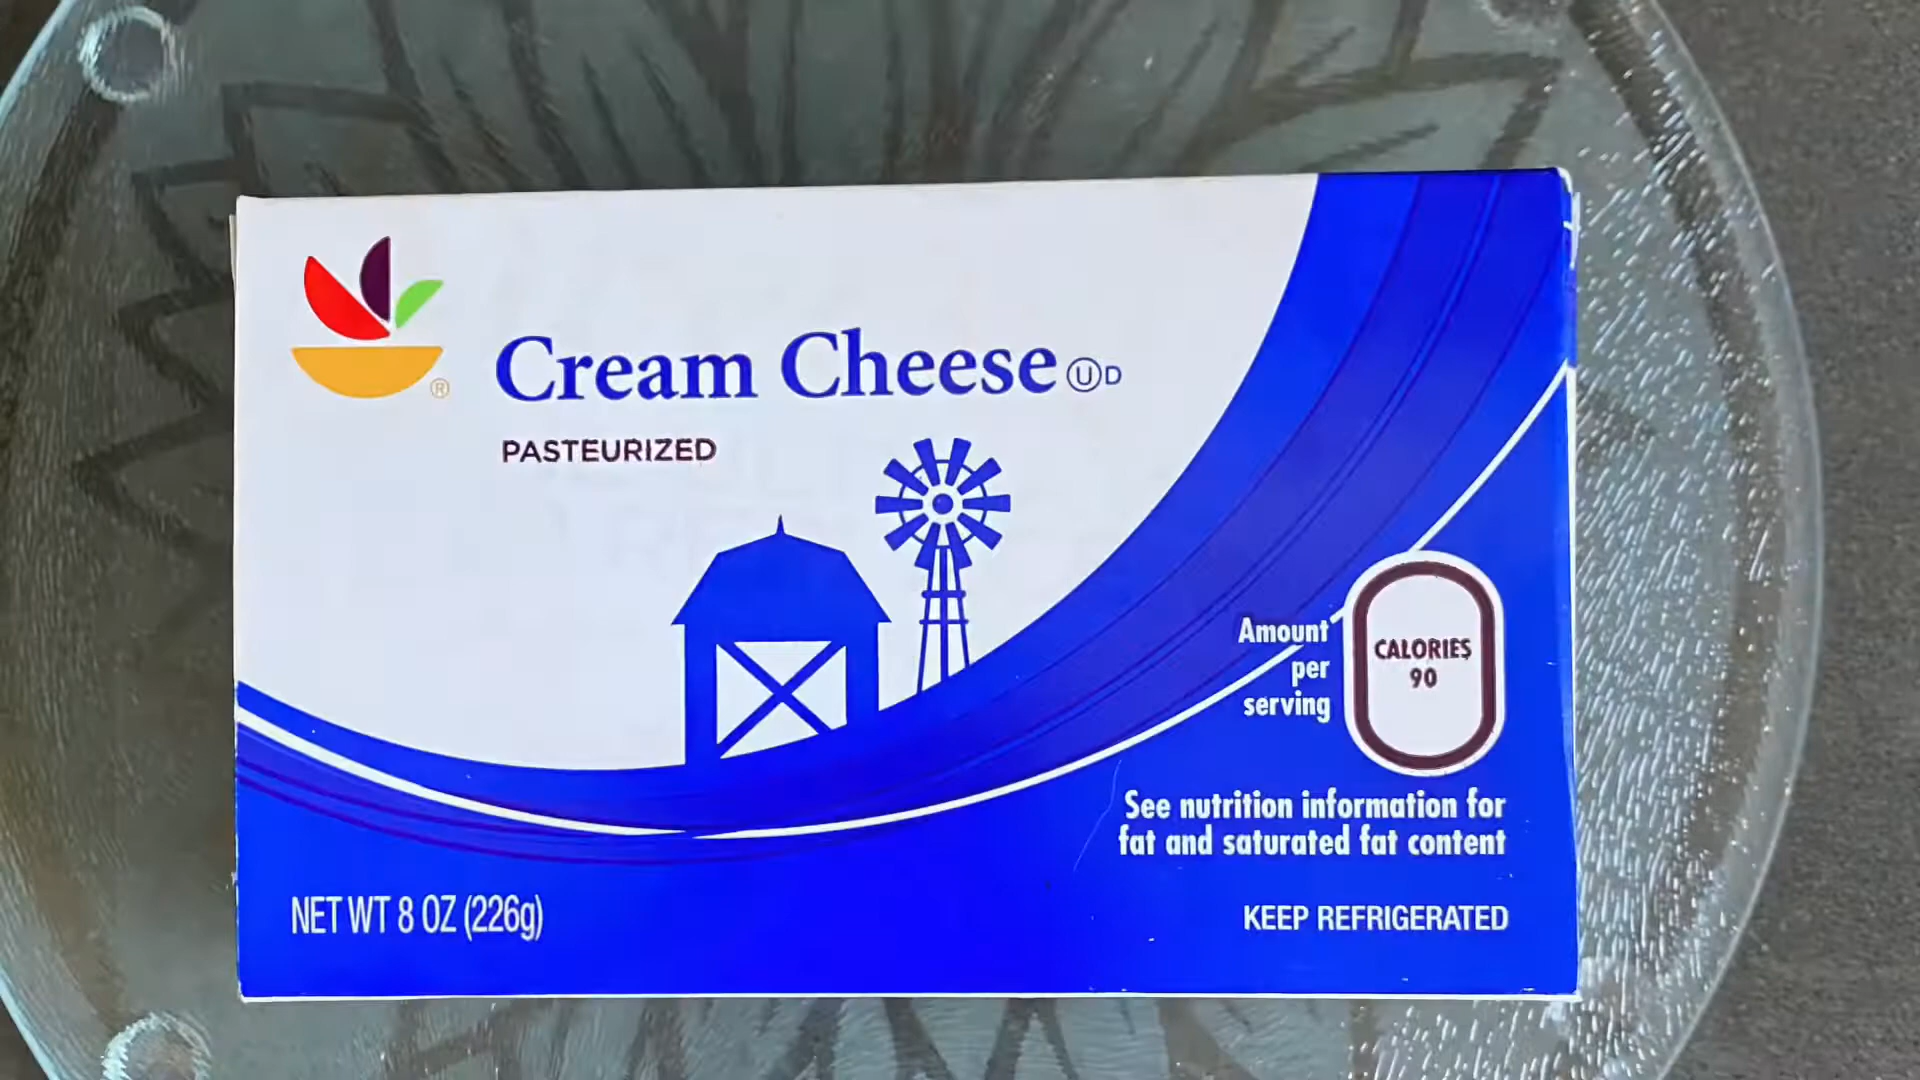 Cream Cheese ⓊD
PASTEURIZED
Amount
per
serving
CALORIES
90
See nutrition information for
fat and saturated fat content
NET WT 8 OZ (226g)
KEEP REFRIGERATED
®